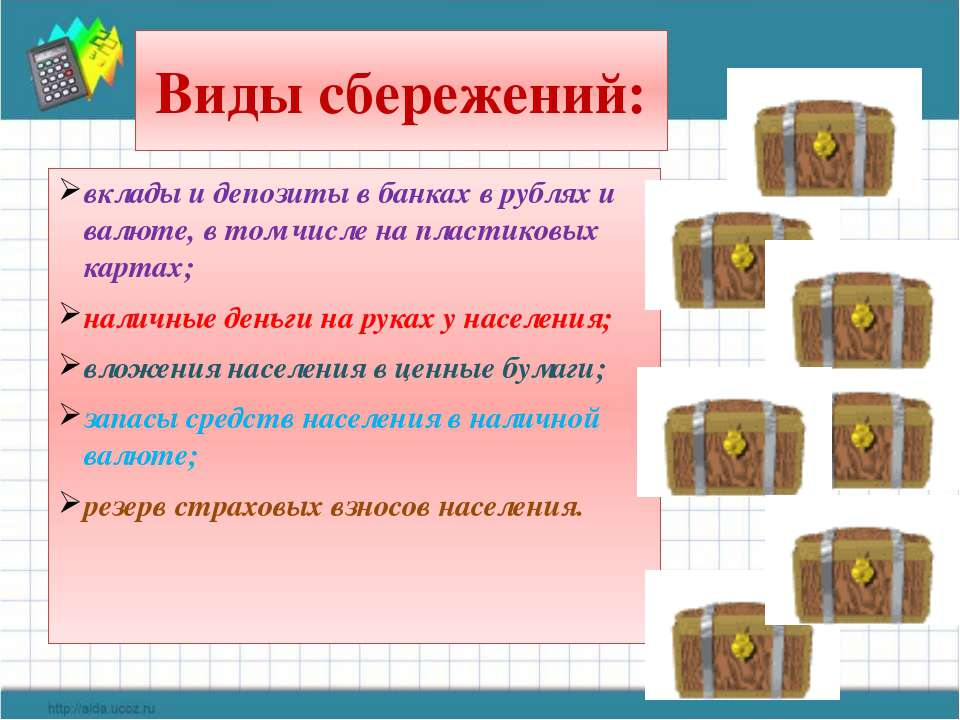 Виды сбережений:
вклады и депозиты в банках в рублях и
валюте, в том числе на пластиковых
картах;
наличные деньги на руках у населения;
вложения населения в ценные бумаги;
запасы средств населения в наличной
валюте;
резерв страховых взносов населения.
http://aida.ucoz.ru